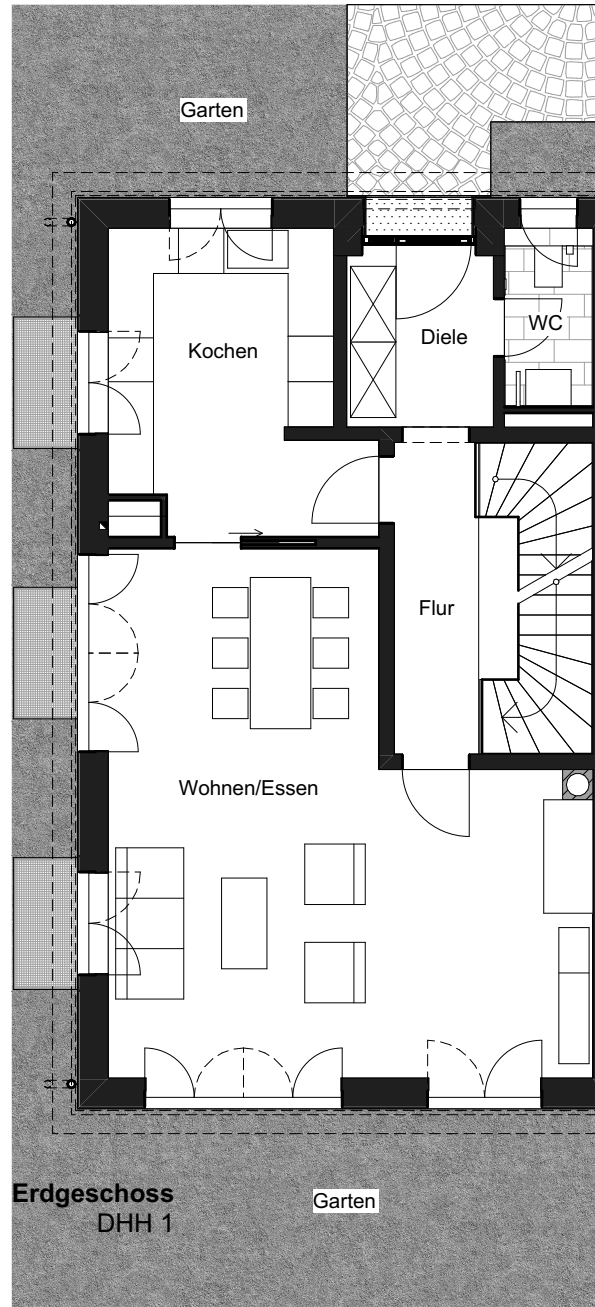 Garten
Kochen
Diele
WC
Flur
Wohnen/Essen
Erdgeschoss
DHH 1
Garten